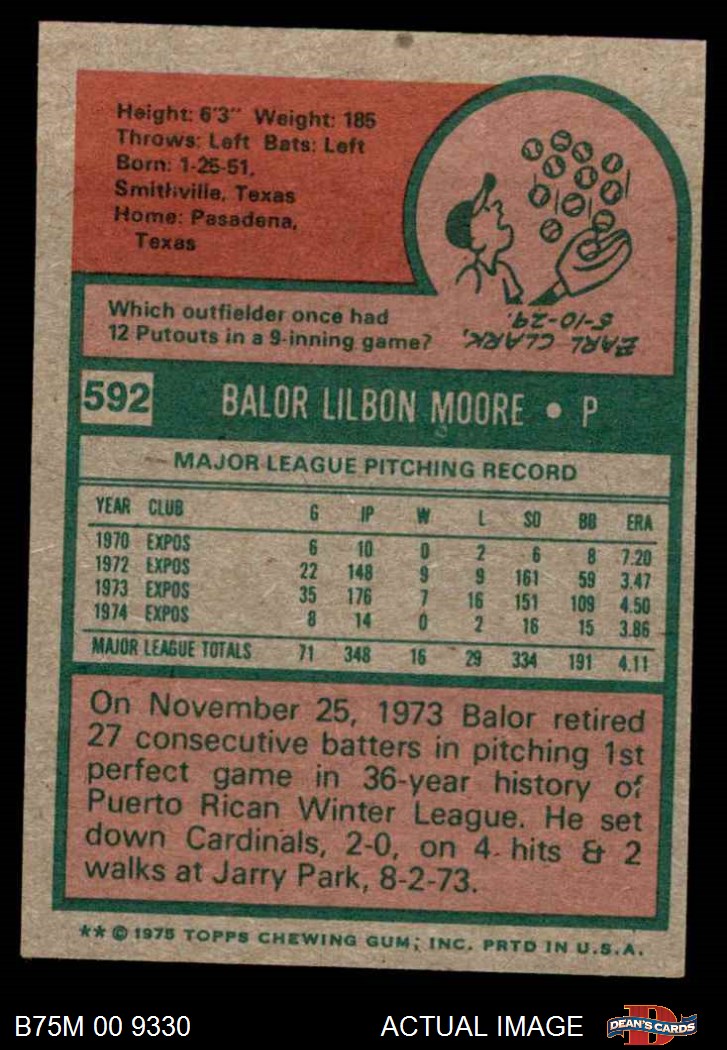 Height: 6'3" Weight: 185
Throws: Left Bats: Left
Born: 1-25-51,
Smithville, Texas
Home: Pasadena,
Texas
Which outfielder once had
12 Putouts in a 9-inning game?
EARL CLARK,
5-10-29.
592 BALOR LILBON MOORE • P
MAJOR LEAGUE PITCHING RECORD
YEAR CLUB G IP W L SO BB ERA
1970 EXPOS 6 10 0 2 6 8 7.20
1972 EXPOS 22 148 9 9 161 59 3.47
1973 EXPOS 35 176 7 16 151 109 4.50
1974 EXPOS 8 14 0 2 16 15 3.86
MAJOR LEAGUE TOTALS 71 348 16 29 334 191 4.11
On November 25, 1973 Balor retired
27 consecutive batters in pitching 1st
perfect game in 36-year history of
Puerto Rican Winter League. He set
down Cardinals, 2-0, on 4 hits & 2
walks at Jarry Park, 8-2-73.
** © 1975 TOPPS CHEWING GUM, INC. PRTD IN U.S.A.
B75M 00 9330 ACTUAL IMAGE DEAN'S CARDS